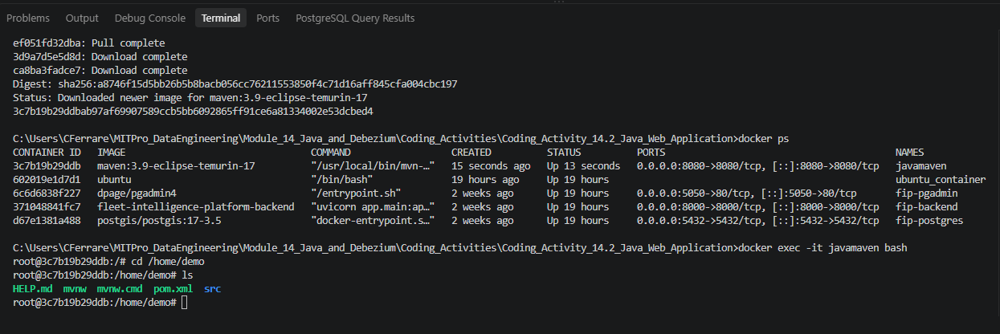 Problems Output Debug Console Terminal Ports PostgreSQL Query Results
ef051fd32dba: Pull complete
3d9a7d5e5d8d: Download complete
ca8ba3fadce7: Download complete
Digest: sha256:a8746f15d5bb26b5b8bacb056cc76211553850f4c71d16aff845cfa004cbc197
Status: Downloaded newer image for maven:3.9-eclipse-temurin-17
3c7b19b29ddbab97af69907589ccb5bb6092865ff91ce6a81334002e53dcbed4
C:\Users\CFerrare\MITPro_DataEngineering\Module_14_Java_and_Debezium\Coding_Activities\Coding_Activity_14.2_Java_Web_Application>docker ps
CONTAINER ID IMAGE COMMAND CREATED STATUS PORTS NAMES
3c7b19b29ddb maven:3.9-eclipse-temurin-17 "/usr/local/bin/mvn-…" 15 seconds ago Up 13 seconds 0.0.0.0:8080->8080/tcp, [::]:8080->8080/tcp javamaven
602019e1d7d1 ubuntu "/bin/bash" 19 hours ago Up 19 hours ubuntu_container
6c6d6838f227 dpage/pgadmin4 "/entrypoint.sh" 2 weeks ago Up 19 hours 0.0.0.0:5050->80/tcp, [::]:5050->80/tcp fip-pgadmin
371048841fc7 fleet-intelligence-platform-backend "uvicorn app.main:ap…" 2 weeks ago Up 19 hours 0.0.0.0:8000->8000/tcp, [::]:8000->8000/tcp fip-backend
d67e1381a488 postgis/postgis:17-3.5 "docker-entrypoint.s…" 2 weeks ago Up 19 hours 0.0.0.0:5432->5432/tcp, [::]:5432->5432/tcp fip-postgres
C:\Users\CFerrare\MITPro_DataEngineering\Module_14_Java_and_Debezium\Coding_Activities\Coding_Activity_14.2_Java_Web_Application>docker exec -it javamaven bash
root@3c7b19b29ddb:/# cd /home/demo
root@3c7b19b29ddb:/home/demo# ls
HELP.md mvnw mvnw.cmd pom.xml src
root@3c7b19b29ddb:/home/demo#